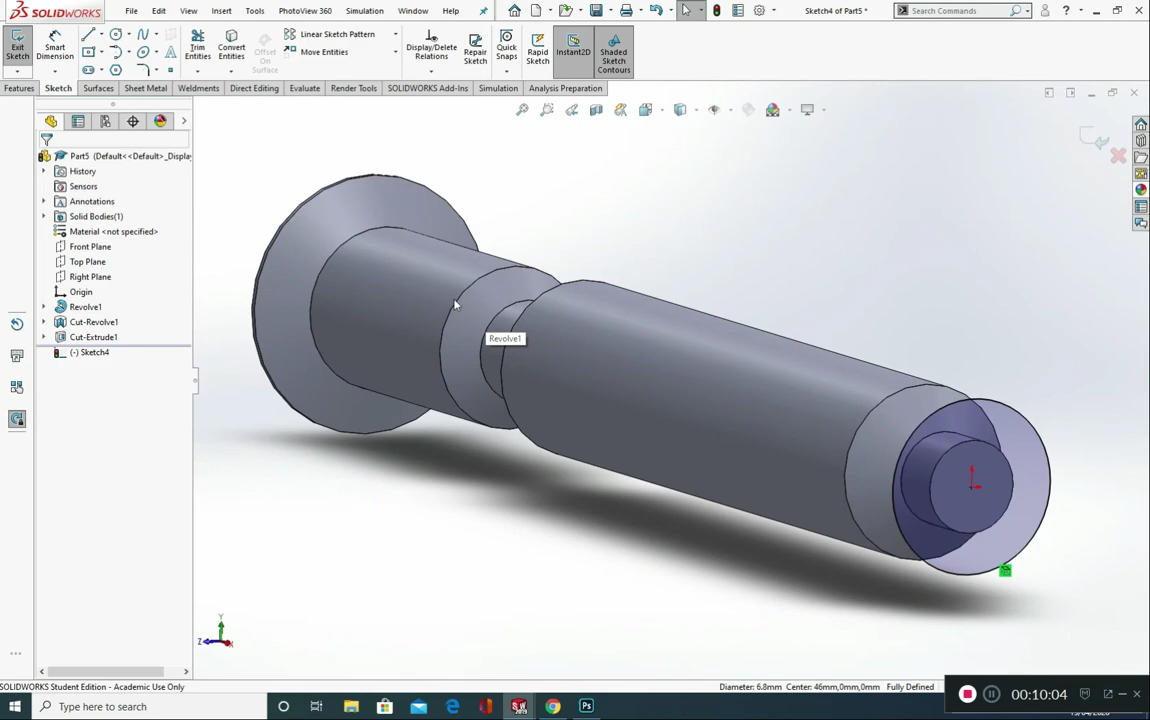 SOLIDWORKS File Edit View Insert Tools PhotoView 360 Simulation Window Help Sketch4 of Part5 * Search Commands
Exit Sketch
Smart Dimension
Trim Entities
Convert Entities
Offset On Surface
Linear Sketch Pattern
Move Entities
Display/Delete Relations
Repair Sketch
Quick Snaps
Rapid Sketch
Instant2D
Shaded Sketch Contours
Features Sketch Surfaces Sheet Metal Weldments Direct Editing Evaluate Render Tools SOLIDWORKS Add-Ins Simulation Analysis Preparation
Part5 (Default<<Default>_Display
History
Sensors
Annotations
Solid Bodies(1)
Material <not specified>
Front Plane
Top Plane
Right Plane
Origin
Revolve1
Cut-Revolve1
Cut-Extrude1
(-) Sketch4
Revolve1
Y
Z
SOLIDWORKS Student Edition - Academic Use Only Diameter: 6.8mm Center: 46mm,0mm,0mm Fully Defined
Type here to search
00:10:04